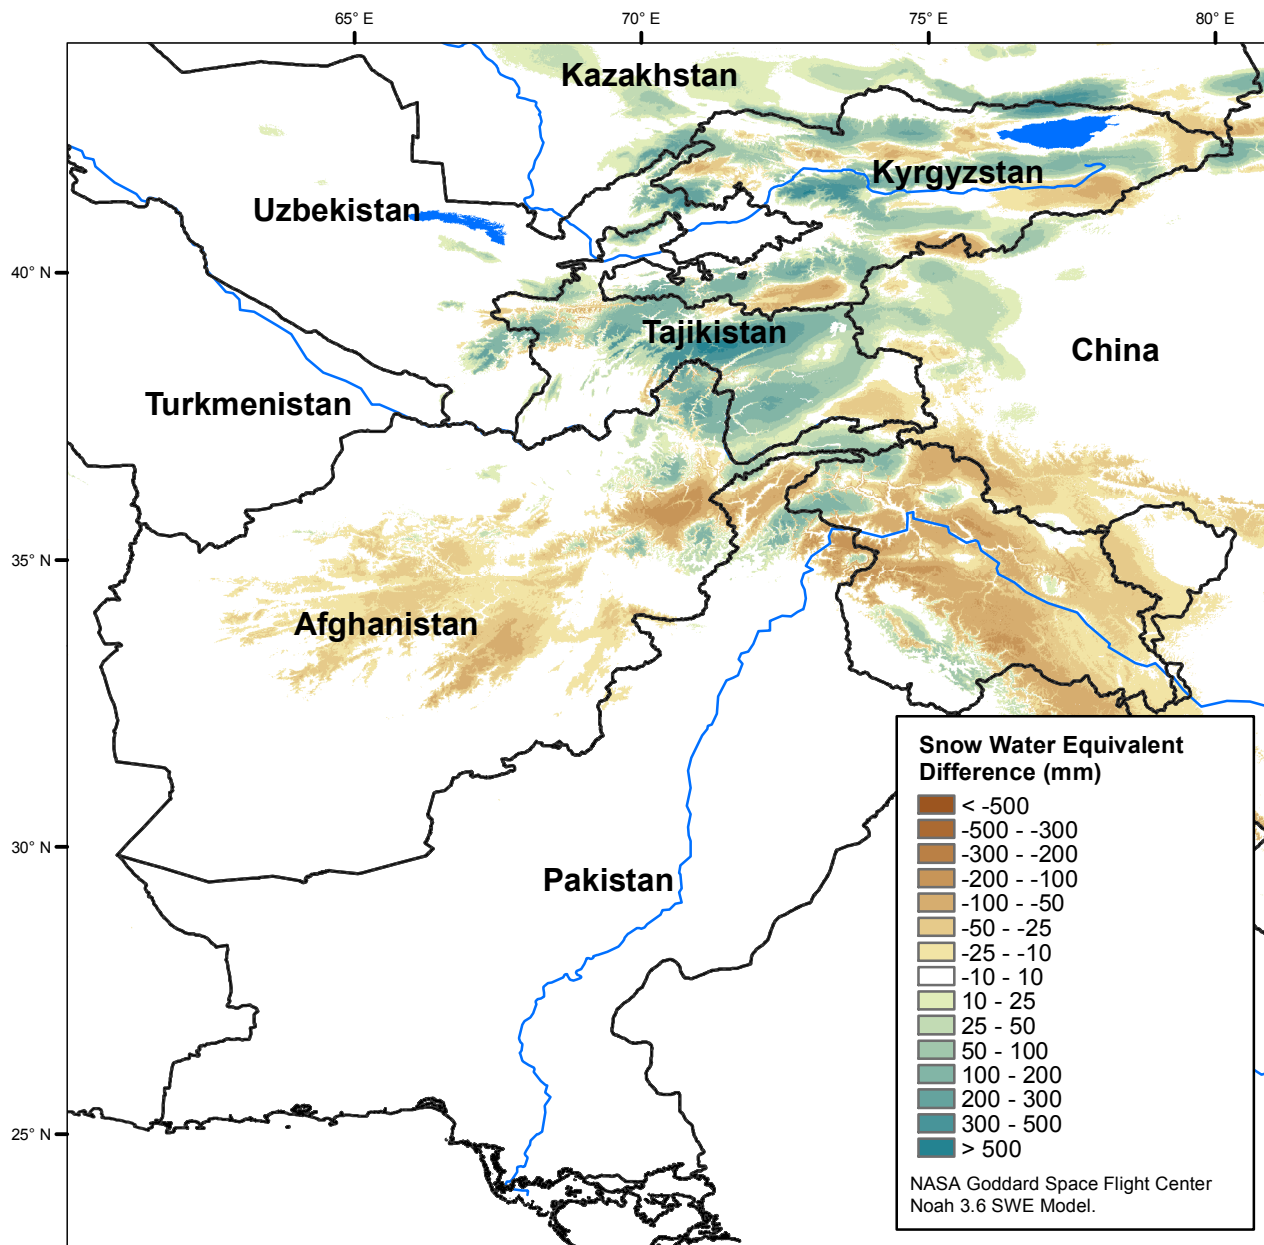 65° E 70° E 75° E 80° E
Kazakhstan
Kyrgyzstan
Uzbekistan
40° N
Tajikistan
China
Turkmenistan
35° N
Afghanistan
Snow Water Equivalent
Difference (mm)
< -500
-500 - -300
-300 - -200
-200 - -100
-100 - -50
-50 - -25
-25 - -10
-10 - 10
10 - 25
25 - 50
50 - 100
100 - 200
200 - 300
300 - 500
> 500
30° N
Pakistan
25° N
NASA Goddard Space Flight Center
Noah 3.6 SWE Model.